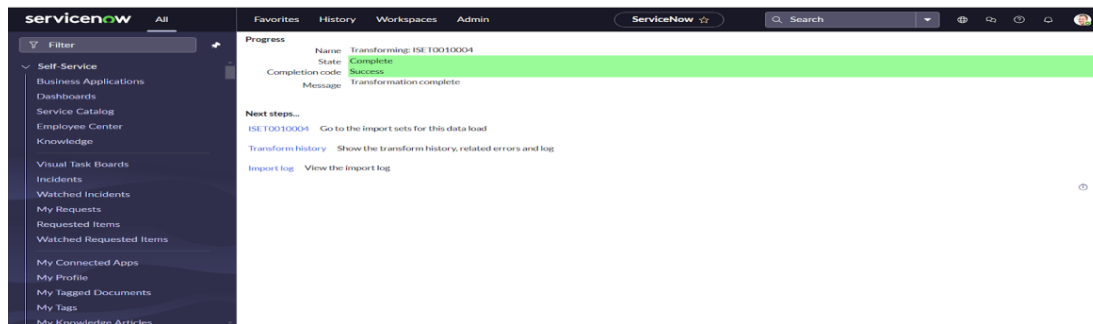 servicenow All Favorites History Workspaces Admin ServiceNow Search
Filter
Self-Service
Business Applications
Dashboards
Service Catalog
Employee Center
Knowledge
Visual Task Boards
Incidents
Watched Incidents
My Requests
Requested Items
Watched Requested Items
My Connected Apps
My Profile
My Tagged Documents
My Tags
My Knowledge Articles
Progress
Name Transforming: ISET0010004
State Complete
Completion code Success
Message Transformation complete
Next steps...
ISET0010004 Go to the import sets for this data load
Transform history Show the transform history, related errors and log
Import log View the import log